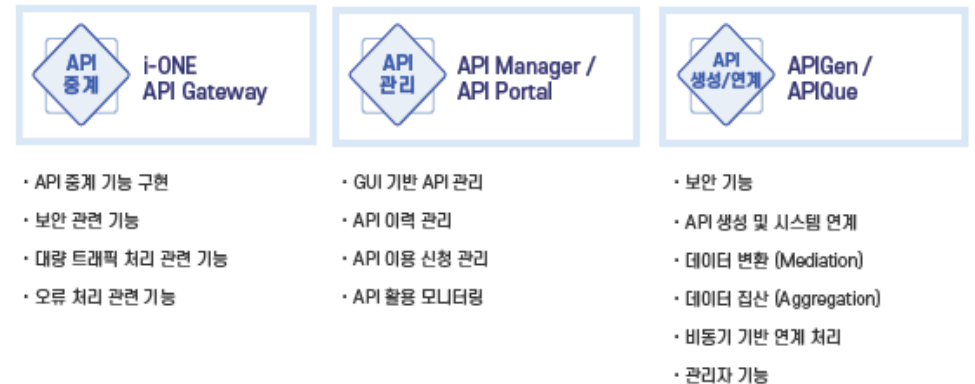 API
중계
i-ONE
API Gateway
· API 중계 기능 구현
· 보안 관련 기능
· 대량 트래픽 처리 관련 기능
· 오류 처리 관련 기능
API
관리
API Manager /
API Portal
· GUI 기반 API 관리
· API 이력 관리
· API 이용 신청 관리
· API 활용 모니터링
API
생성/연계
APIGen /
APIQue
· 보안 기능
· API 생성 및 시스템 연계
· 데이터 변환 (Mediation)
· 데이터 집산 (Aggregation)
· 비동기 기반 연계 처리
· 관리자 기능